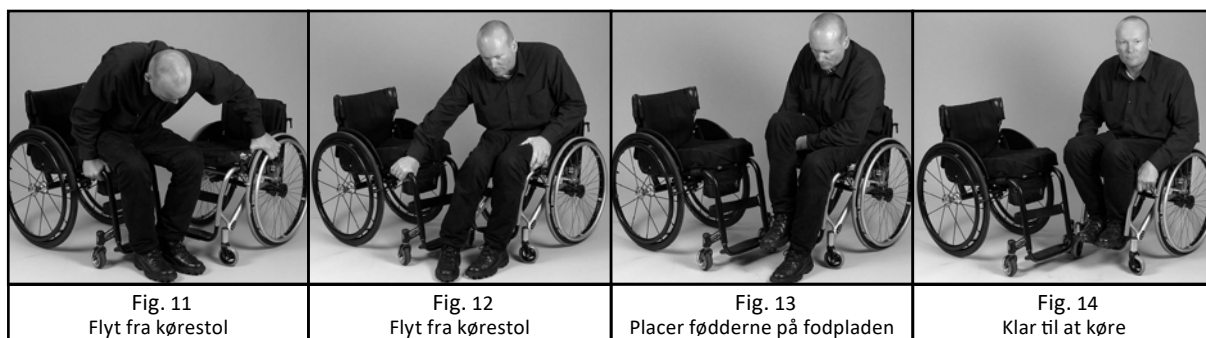 Fig. 11
Flyt fra kørestol
Fig. 12
Flyt fra kørestol
Fig. 13
Placer fødderne på fodpladen
Fig. 14
Klar til at køre